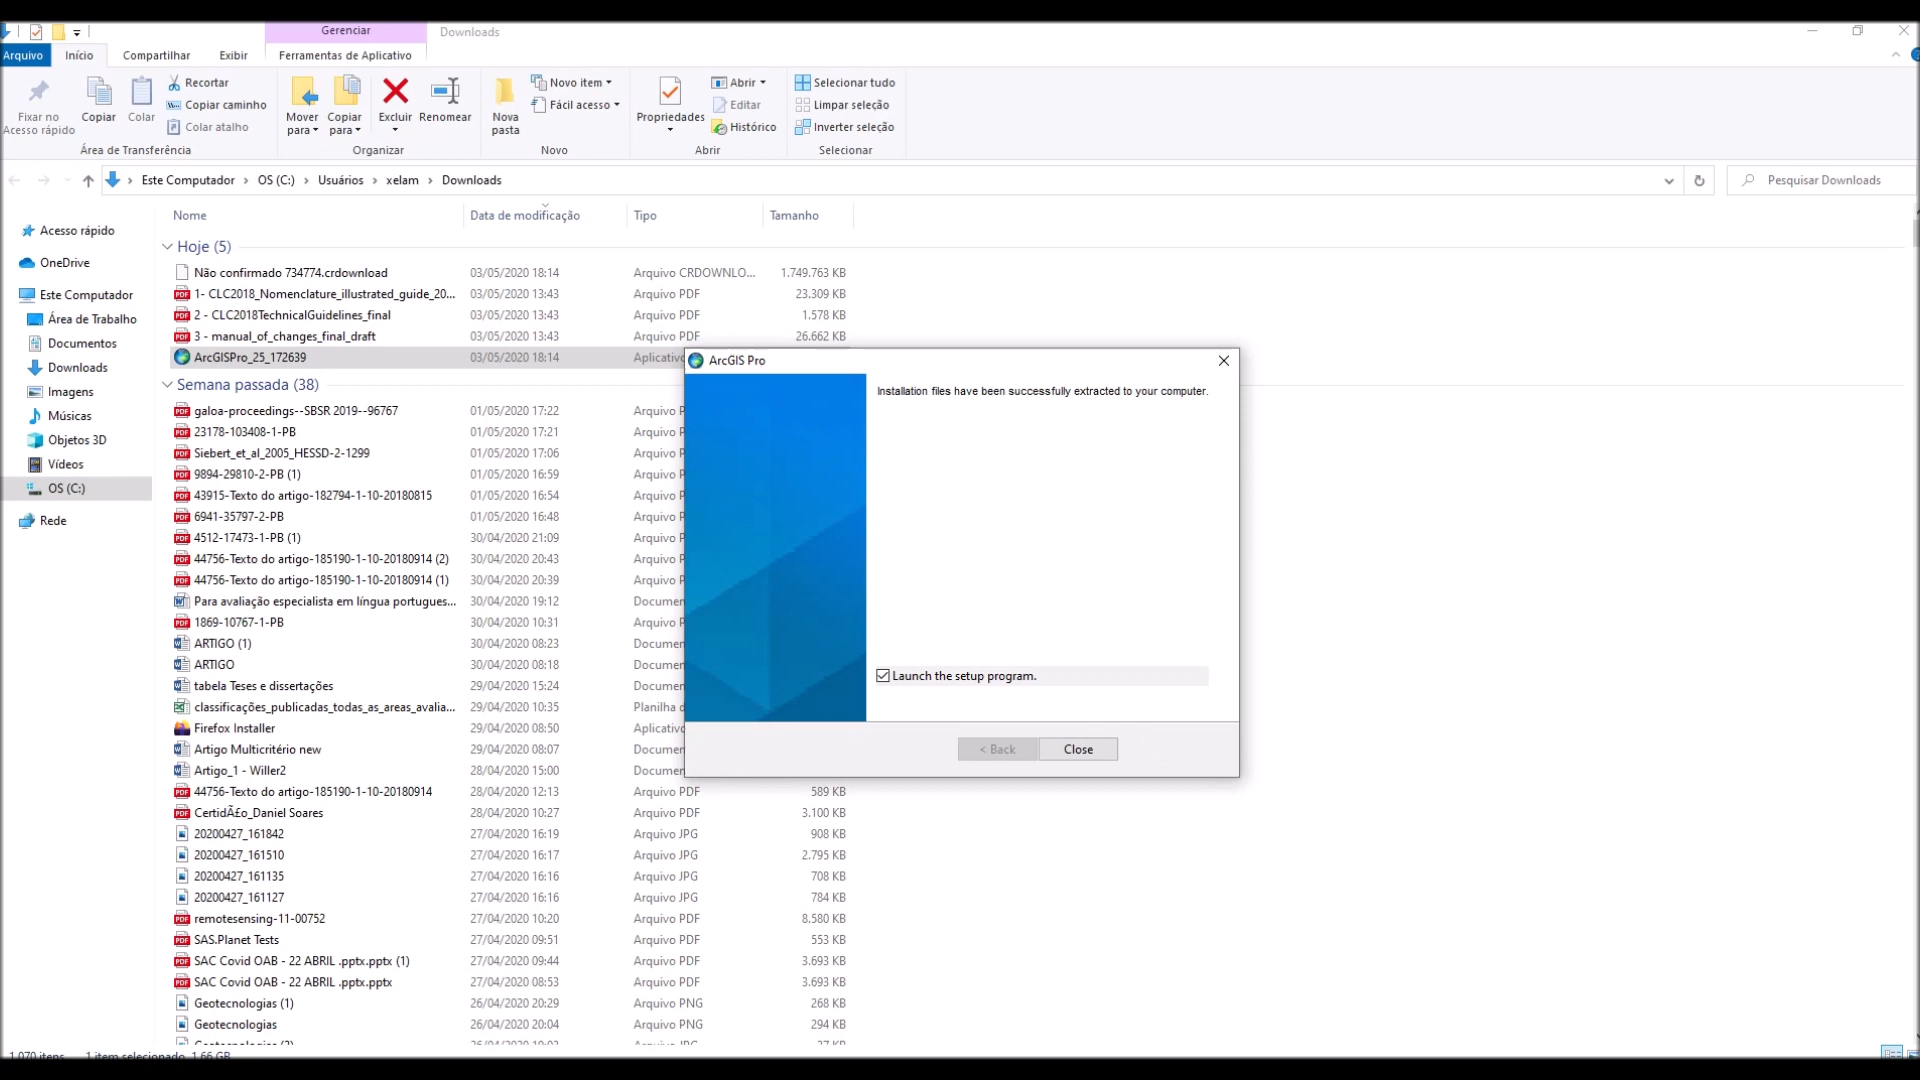 Gerenciar
Downloads
Arquivo
Início
Compartilhar
Exibir
Ferramentas de Aplicativo
Fixar no
Acesso rápido
Copiar
Colar
Recortar
Copiar caminho
Colar atalho
Área de Transferência
Mover
para
Copiar
para
Excluir
Renomear
Organizar
Nova
pasta
Novo item
Fácil acesso
Novo
Propriedades
Abrir
Editar
Histórico
Abrir
Selecionar tudo
Limpar seleção
Inverter seleção
Selecionar
Este Computador > OS (C:) > Usuários > xelam > Downloads
Pesquisar Downloads
Acesso rápido
OneDrive
Este Computador
Área de Trabalho
Documentos
Downloads
Imagens
Músicas
Objetos 3D
Vídeos
OS (C:)
Rede
Nome Data de modificação Tipo Tamanho
Hoje (5)
Não confirmado 734774.crdownload 03/05/2020 18:14 Arquivo CRDOWNLO... 1.749.763 KB
1- CLC2018_Nomenclature_illustrated_guide_20... 03/05/2020 13:43 Arquivo PDF 23.309 KB
2 - CLC2018TechnicalGuidelines_final 03/05/2020 13:43 Arquivo PDF 1.578 KB
3 - manual_of_changes_final_draft 03/05/2020 13:43 Arquivo PDF 26.662 KB
ArcGISPro_25_172639 03/05/2020 18:14 Aplicativo
Semana passada (38)
galoa-proceedings--SBSR 2019--96767 01/05/2020 17:22 Arquivo P
23178-103408-1-PB 01/05/2020 17:21 Arquivo P
Siebert_et_al_2005_HESSD-2-1299 01/05/2020 17:06 Arquivo P
9894-29810-2-PB (1) 01/05/2020 16:59 Arquivo P
43915-Texto do artigo-182794-1-10-20180815 01/05/2020 16:54 Arquivo P
6941-35797-2-PB 01/05/2020 16:48 Arquivo P
4512-17473-1-PB (1) 30/04/2020 21:09 Arquivo P
44756-Texto do artigo-185190-1-10-20180914 (2) 30/04/2020 20:43 Arquivo P
44756-Texto do artigo-185190-1-10-20180914 (1) 30/04/2020 20:39 Arquivo P
Para avaliação especialista em língua portugues... 30/04/2020 19:12 Documen
1869-10767-1-PB 30/04/2020 10:31 Arquivo P
ARTIGO (1) 30/04/2020 08:23 Documen
ARTIGO 30/04/2020 08:18 Documen
tabela Teses e dissertações 29/04/2020 15:24 Documen
classificações_publicadas_todas_as_areas_avalia... 29/04/2020 10:35 Planilha d
Firefox Installer 29/04/2020 08:50 Aplicativo
Artigo Multicritério new 29/04/2020 08:07 Documen
Artigo_1 - Willer2 28/04/2020 15:00 Documen
44756-Texto do artigo-185190-1-10-20180914 28/04/2020 12:13 Arquivo PDF 589 KB
CertidÃ£o_Daniel Soares 28/04/2020 10:27 Arquivo PDF 3.100 KB
20200427_161842 27/04/2020 16:19 Arquivo JPG 908 KB
20200427_161510 27/04/2020 16:17 Arquivo JPG 2.795 KB
20200427_161135 27/04/2020 16:16 Arquivo JPG 708 KB
20200427_161127 27/04/2020 16:16 Arquivo JPG 784 KB
remotesensing-11-00752 27/04/2020 10:20 Arquivo PDF 8.580 KB
SAS.Planet Tests 27/04/2020 09:51 Arquivo PDF 553 KB
SAC Covid OAB - 22 ABRIL .pptx.pptx (1) 27/04/2020 09:44 Arquivo PDF 3.693 KB
SAC Covid OAB - 22 ABRIL .pptx.pptx 27/04/2020 08:53 Arquivo PDF 3.693 KB
Geotecnologias (1) 26/04/2020 20:29 Arquivo PNG 268 KB
Geotecnologias 26/04/2020 20:04 Arquivo PNG 294 KB
ArcGIS Pro
Installation files have been successfully extracted to your computer.
Launch the setup program.
< Back
Close
1.070 itens 1 item selecionado 1,66 GB